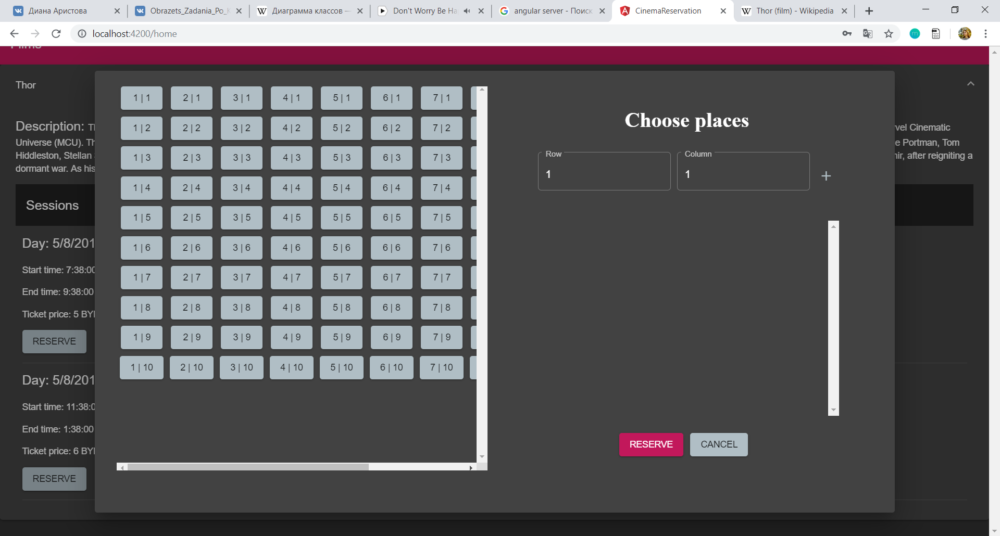 Диана Аристова
Obrazets_Zadania_Po_K
Диаграмма классов —
Don't Worry Be Ha
angular server - Поиск
CinemaReservation
Thor (film) - Wikipedia
localhost:4200/home
Films
Thor
Description: Th
vel Cinematic
Universe (MCU). Th
e Portman, Tom
Hiddleston, Stellan
ir, after reigniting a
dormant war. As his
Sessions
Day: 5/8/201
Start time: 7:38:00
End time: 9:38:00
Ticket price: 5 BYN
RESERVE
Day: 5/8/201
Start time: 11:38:0
End time: 1:38:00
Ticket price: 6 BYN
RESERVE
1 | 1 2 | 1 3 | 1 4 | 1 5 | 1 6 | 1 7 | 1
1 | 2 2 | 2 3 | 2 4 | 2 5 | 2 6 | 2 7 | 2
1 | 3 2 | 3 3 | 3 4 | 3 5 | 3 6 | 3 7 | 3
1 | 4 2 | 4 3 | 4 4 | 4 5 | 4 6 | 4 7 | 4
1 | 5 2 | 5 3 | 5 4 | 5 5 | 5 6 | 5 7 | 5
1 | 6 2 | 6 3 | 6 4 | 6 5 | 6 6 | 6 7 | 6
1 | 7 2 | 7 3 | 7 4 | 7 5 | 7 6 | 7 7 | 7
1 | 8 2 | 8 3 | 8 4 | 8 5 | 8 6 | 8 7 | 8
1 | 9 2 | 9 3 | 9 4 | 9 5 | 9 6 | 9 7 | 9
1 | 10 2 | 10 3 | 10 4 | 10 5 | 10 6 | 10 7 | 10
Choose places
Row
1
Column
1
+
RESERVE
CANCEL